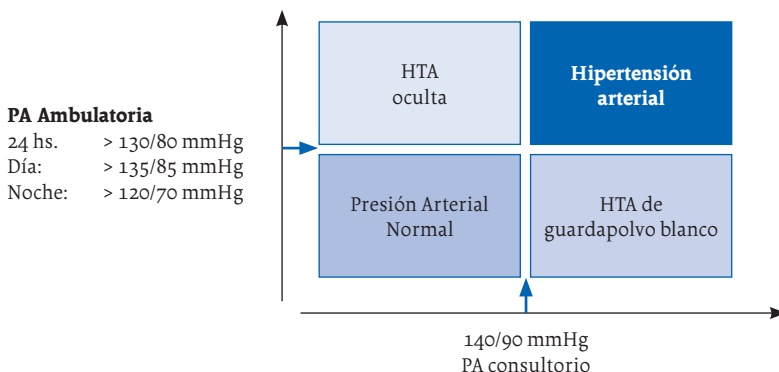 HTA
oculta
Hipertensión
arterial
PA Ambulatoria
24 hs. > 130/80 mmHg
Día: > 135/85 mmHg
Noche: > 120/70 mmHg
Presión Arterial
Normal
HTA de
guardapolvo blanco
140/90 mmHg
PA consultorio